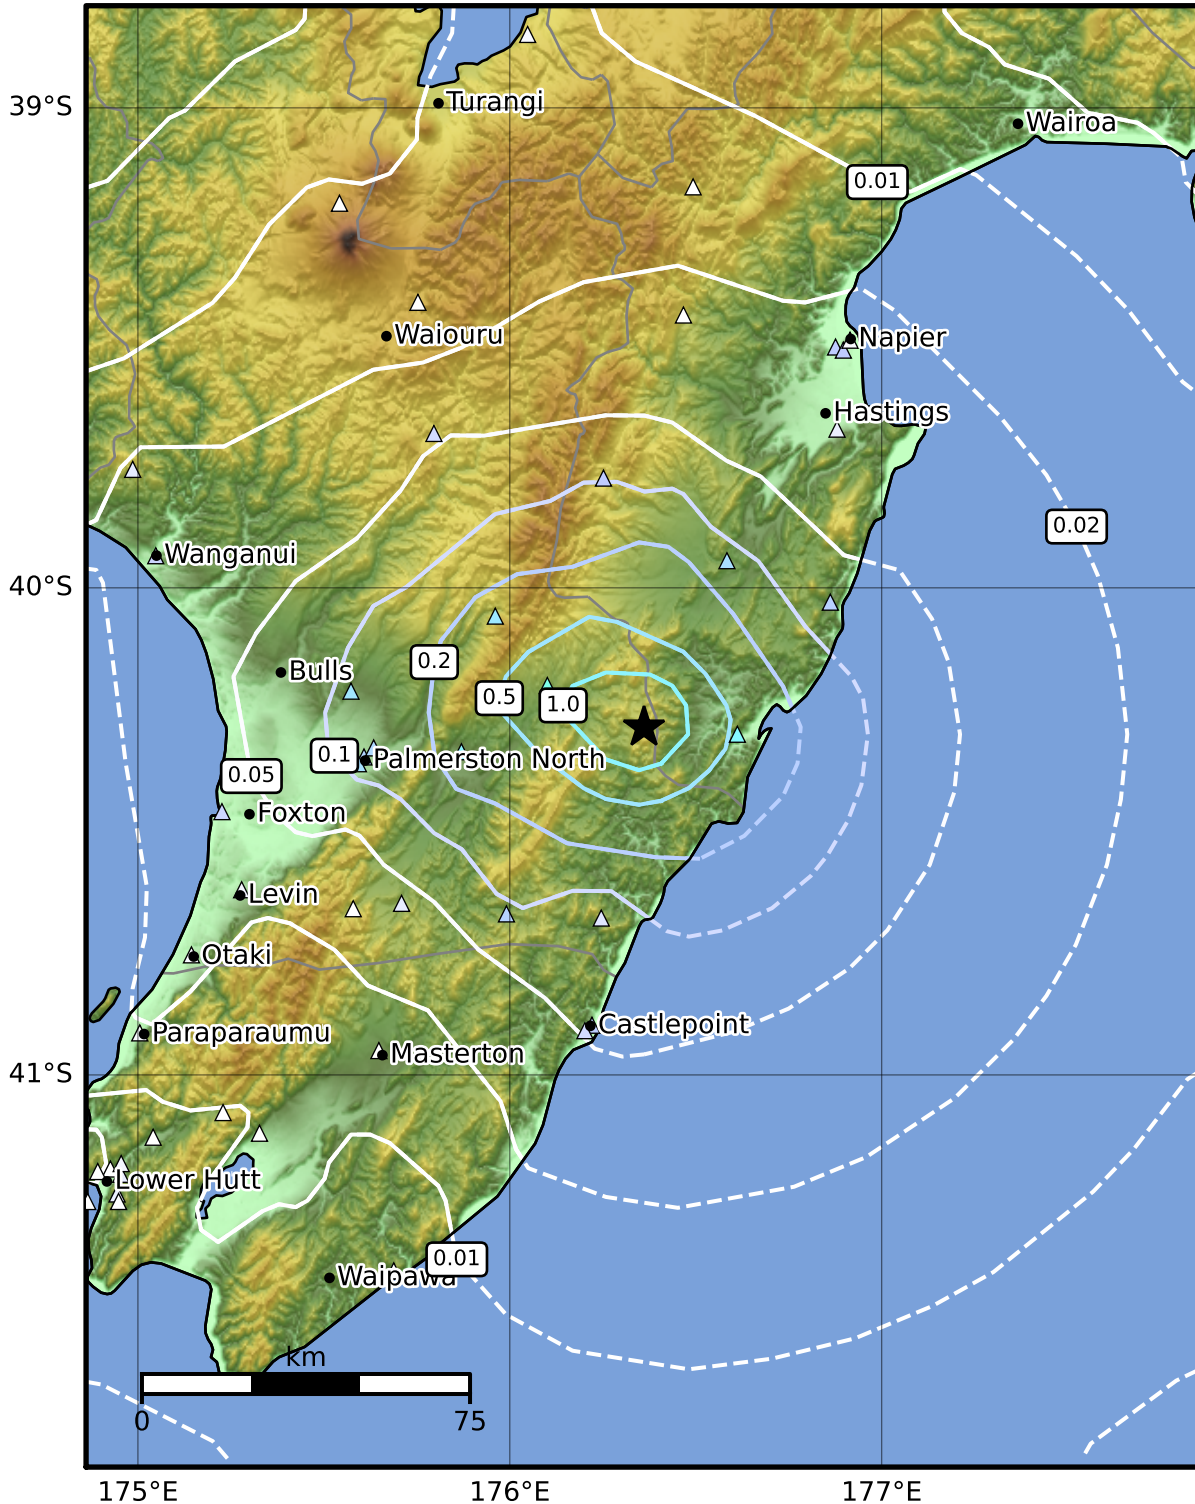 39°S
Turangi
Wairoa
0.01
Waiouru
Napier
Hastings
0.02
Wanganui
40°S
Bulls
0.2
0.5
1.0
0.1
Palmerston North
0.05
Foxton
Levin
Otaki
Castlepoint
Paraparaumu
Masterton
41°S
Lower Hutt
0.01
Waipawa
km
0
75
175°E
176°E
177°E